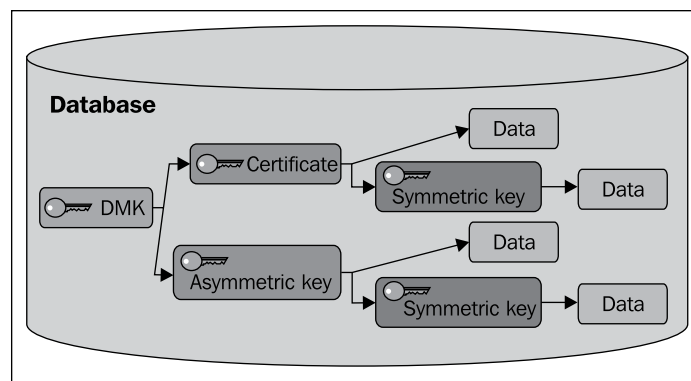 Database
Data
Certificate
Symmetric key
Data
DMK
Data
Asymmetric key
Symmetric key
Data